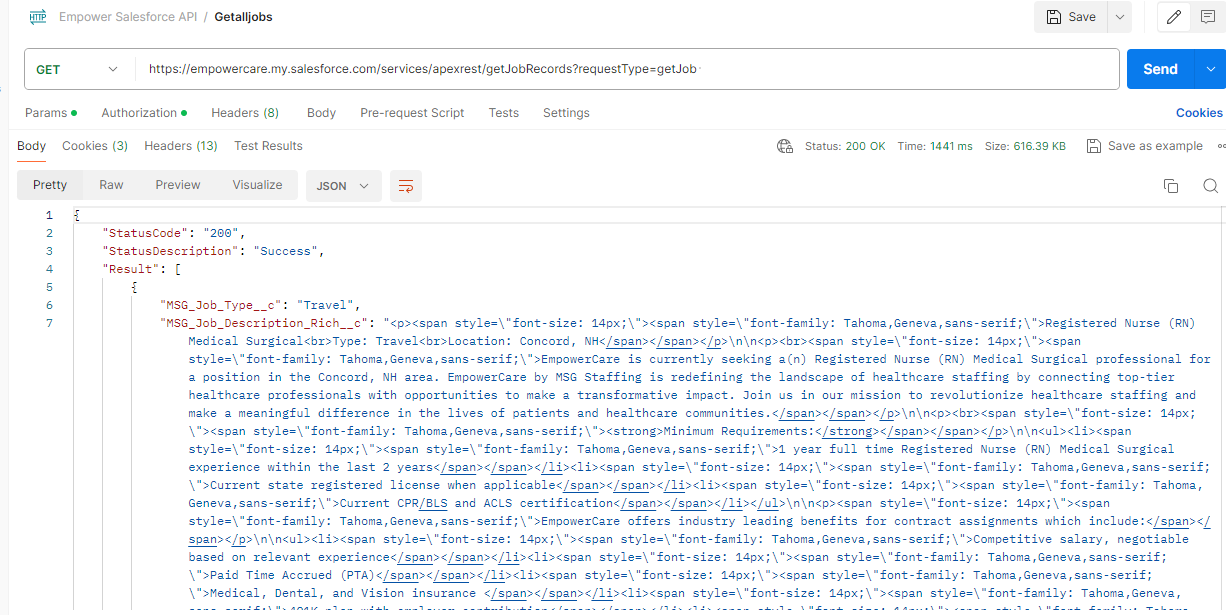 HTTP Empower Salesforce API / Getalljobs Save
GET https://empowercare.my.salesforce.com/services/apexrest/getJobRecords?requestType=getJob Send
Params Authorization Headers (8) Body Pre-request Script Tests Settings Cookies
Body Cookies (3) Headers (13) Test Results Status: 200 OK Time: 1441 ms Size: 616.39 KB Save as example
Pretty Raw Preview Visualize JSON
1 {
2 "StatusCode": "200",
3 "StatusDescription": "Success",
4 "Result": [
5 {
6 "MSG_Job_Type__c": "Travel",
7 "MSG_Job_Description_Rich__c": "<p><span style=\"font-size: 14px;\"><span style=\"font-family: Tahoma,Geneva,sans-serif;\">Registered Nurse (RN)
Medical Surgical<br>Type: Travel<br>Location: Concord, NH</span></span></p>\n\n<p><br><span style=\"font-size: 14px;\"><span
style=\"font-family: Tahoma,Geneva,sans-serif;\">EmpowerCare is currently seeking a(n) Registered Nurse (RN) Medical Surgical professional for
a position in the Concord, NH area. EmpowerCare by MSG Staffing is redefining the landscape of healthcare staffing by connecting top-tier
healthcare professionals with opportunities to make a transformative impact. Join us in our mission to revolutionize healthcare staffing and
make a meaningful difference in the lives of patients and healthcare communities.</span></span></p>\n\n<p><br><span style=\"font-size: 14px;
\"><span style=\"font-family: Tahoma,Geneva,sans-serif;\"><strong>Minimum Requirements:</strong></span></span></p>\n\n<ul><li><span
style=\"font-size: 14px;\"><span style=\"font-family: Tahoma,Geneva,sans-serif;\">1 year full time Registered Nurse (RN) Medical Surgical
experience within the last 2 years</span></span></li><li><span style=\"font-size: 14px;\"><span style=\"font-family: Tahoma,Geneva,sans-serif;
\">Current state registered license when applicable</span></span></li><li><span style=\"font-size: 14px;\"><span style=\"font-family: Tahoma,
Geneva,sans-serif;\">Current CPR/BLS and ACLS certification</span></span></li></ul>\n\n<p><span style=\"font-size: 14px;\"><span
style=\"font-family: Tahoma,Geneva,sans-serif;\">EmpowerCare offers industry leading benefits for contract assignments which include:</span></
span></p>\n\n<ul><li><span style=\"font-size: 14px;\"><span style=\"font-family: Tahoma,Geneva,sans-serif;\">Competitive salary, negotiable
based on relevant experience</span></span></li><li><span style=\"font-size: 14px;\"><span style=\"font-family: Tahoma,Geneva,sans-serif;
\">Paid Time Accrued (PTA)</span></span></li><li><span style=\"font-size: 14px;\"><span style=\"font-family: Tahoma,Geneva,sans-serif;
\">Medical, Dental, and Vision insurance </span></span></li><li><span style=\"font-size: 14px;\"><span style=\"font-family: Tahoma,Geneva,